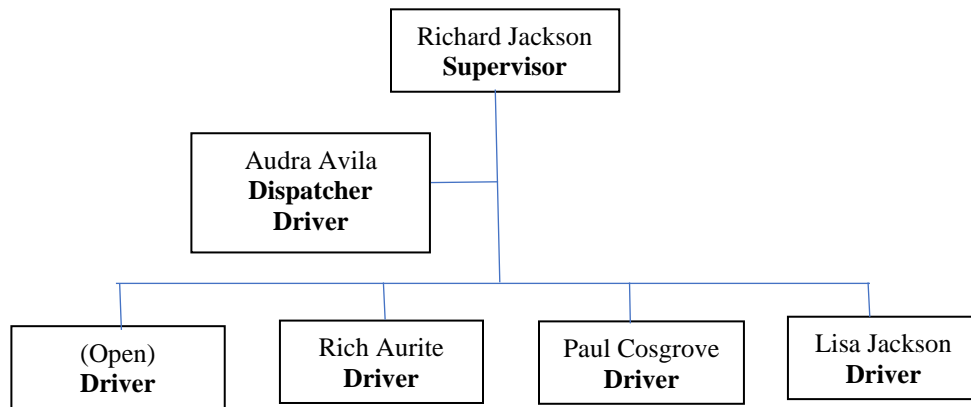 Richard Jackson
Supervisor
Audra Avila
Dispatcher
Driver
(Open)
Driver
Rich Aurite
Driver
Paul Cosgrove
Driver
Lisa Jackson
Driver